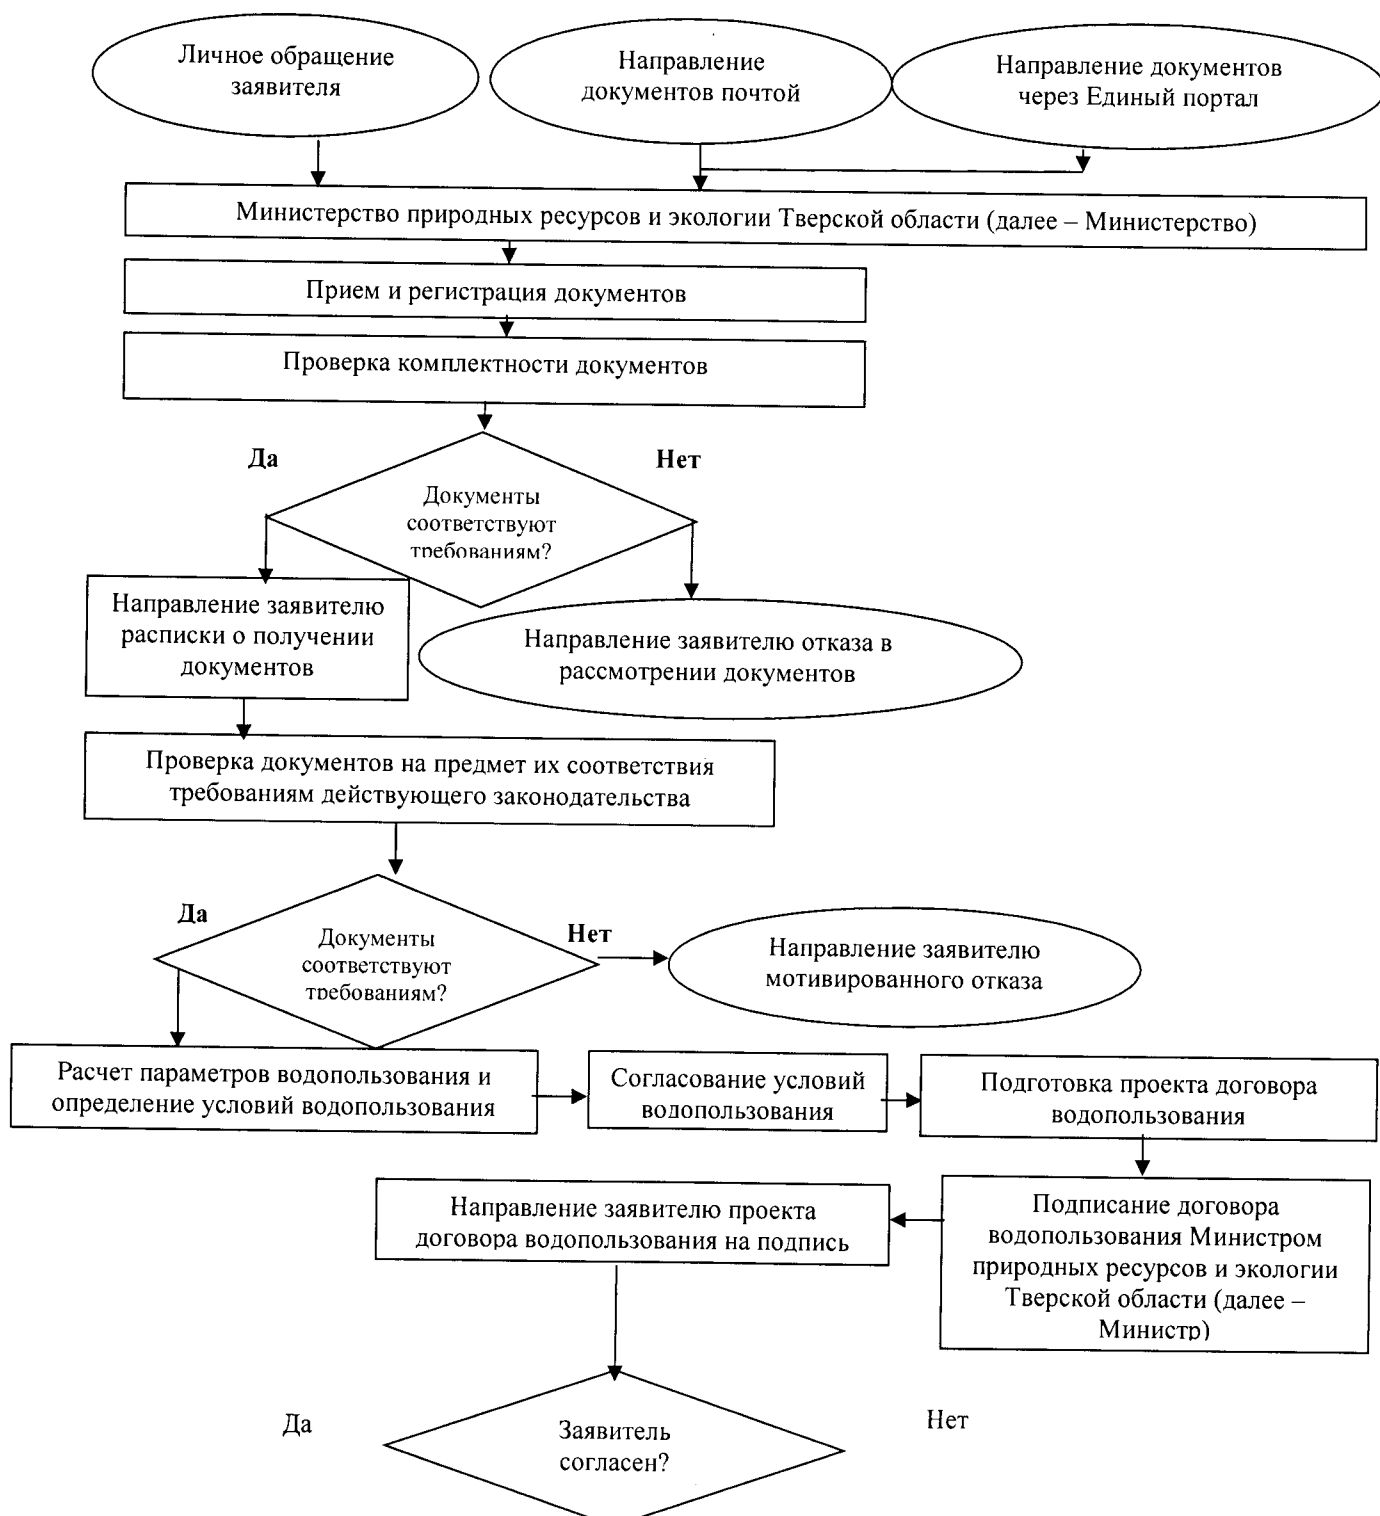 Личное обращение
заявителя
Направление
документов почтой
Направление документов
через Единый портал
Министерство природных ресурсов и экологии Тверской области (далее – Министерство)
Прием и регистрация документов
Проверка комплектности документов
Да
Нет
Документы
соответствуют
требованиям?
Направление заявителю
расписки о получении
документов
Направление заявителю отказа в
рассмотрении документов
Проверка документов на предмет их соответствия
требованиям действующего законодательства
Да
Нет
Документы
соответствуют
требованиям?
Направление заявителю
мотивированного отказа
Расчет параметров водопользования и
определение условий водопользования
Согласование условий
водопользования
Подготовка проекта договора
водопользования
Подписание договора
водопользования Министром
природных ресурсов и экологии
Тверской области (далее –
Министр)
Направление заявителю проекта
договора водопользования на подпись
Да
Нет
Заявитель
согласен?